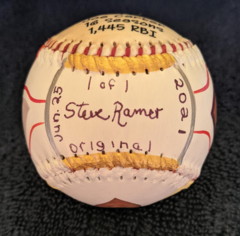 18 Seasons
1,445 RBI
1 of 1
Jun. 25
Steve Ramer
2021
original